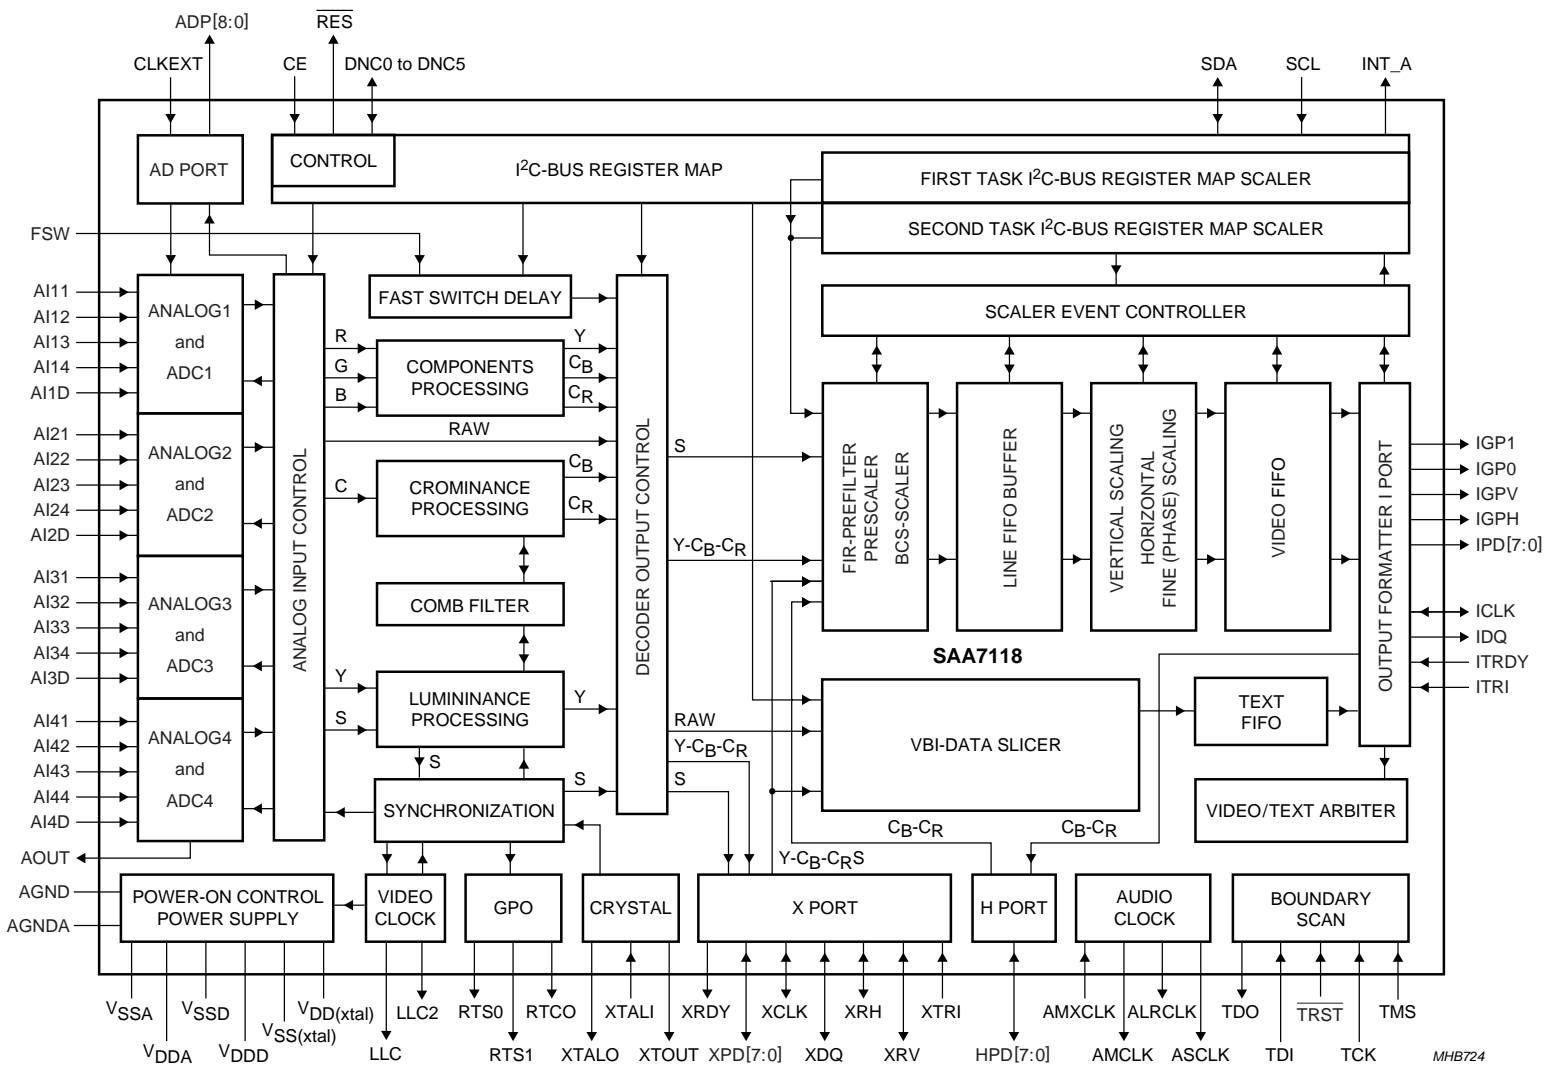 ADP[8:0]
RES
CLKEXT
CE
DNC0 to DNC5
SDA
SCL
INT_A
AD PORT
CONTROL
I2C-BUS REGISTER MAP
FIRST TASK I2C-BUS REGISTER MAP SCALER
SECOND TASK I2C-BUS REGISTER MAP SCALER
FSW
FAST SWITCH DELAY
SCALER EVENT CONTROLLER
AI11
AI12
AI13
AI14
AI1D
ANALOG1
and
ADC1
AI21
AI22
AI23
AI24
AI2D
ANALOG2
and
ADC2
AI31
AI32
AI33
AI34
AI3D
ANALOG3
and
ADC3
AI41
AI42
AI43
AI44
AI4D
ANALOG4
and
ADC4
AOUT
AGND
AGNDA
ANALOG INPUT CONTROL
R
G
B
COMPONENTS
PROCESSING
Y
CB
CR
RAW
C
CROMINANCE
PROCESSING
CB
CR
COMB FILTER
Y
S
LUMININANCE
PROCESSING
Y
S
SYNCHRONIZATION
S
DECODER OUTPUT CONTROL
S
Y-CB-CR
RAW
Y-CB-CR
S
FIR-PREFILTER
PRESCALER
BCS-SCALER
LINE FIFO BUFFER
VERTICAL SCALING
HORIZONTAL
FINE (PHASE) SCALING
VIDEO FIFO
OUTPUT FORMATTER I PORT
IGP1
IGP0
IGPV
IGPH
IPD[7:0]
ICLK
IDQ
ITRDY
ITRI
SAA7118
VBI-DATA SLICER
TEXT
FIFO
VIDEO/TEXT ARBITER
CB-CR
CB-CR
Y-CB-CRS
POWER-ON CONTROL
POWER SUPPLY
VIDEO
CLOCK
GPO
CRYSTAL
X PORT
H PORT
AUDIO
CLOCK
BOUNDARY
SCAN
VSSA
VDDA
VSSD
VDDD
VSS(xtal)
VDD(xtal)
LLC
LLC2
RTS0
RTS1
RTCO
XTALO
XTALI
XTOUT
XRDY
XPD[7:0]
XCLK
XDQ
XRH
XRV
XTRI
HPD[7:0]
AMXCLK
AMCLK
ALRCLK
ASCLK
TDO
TDI
TRST
TCK
TMS
MHB724